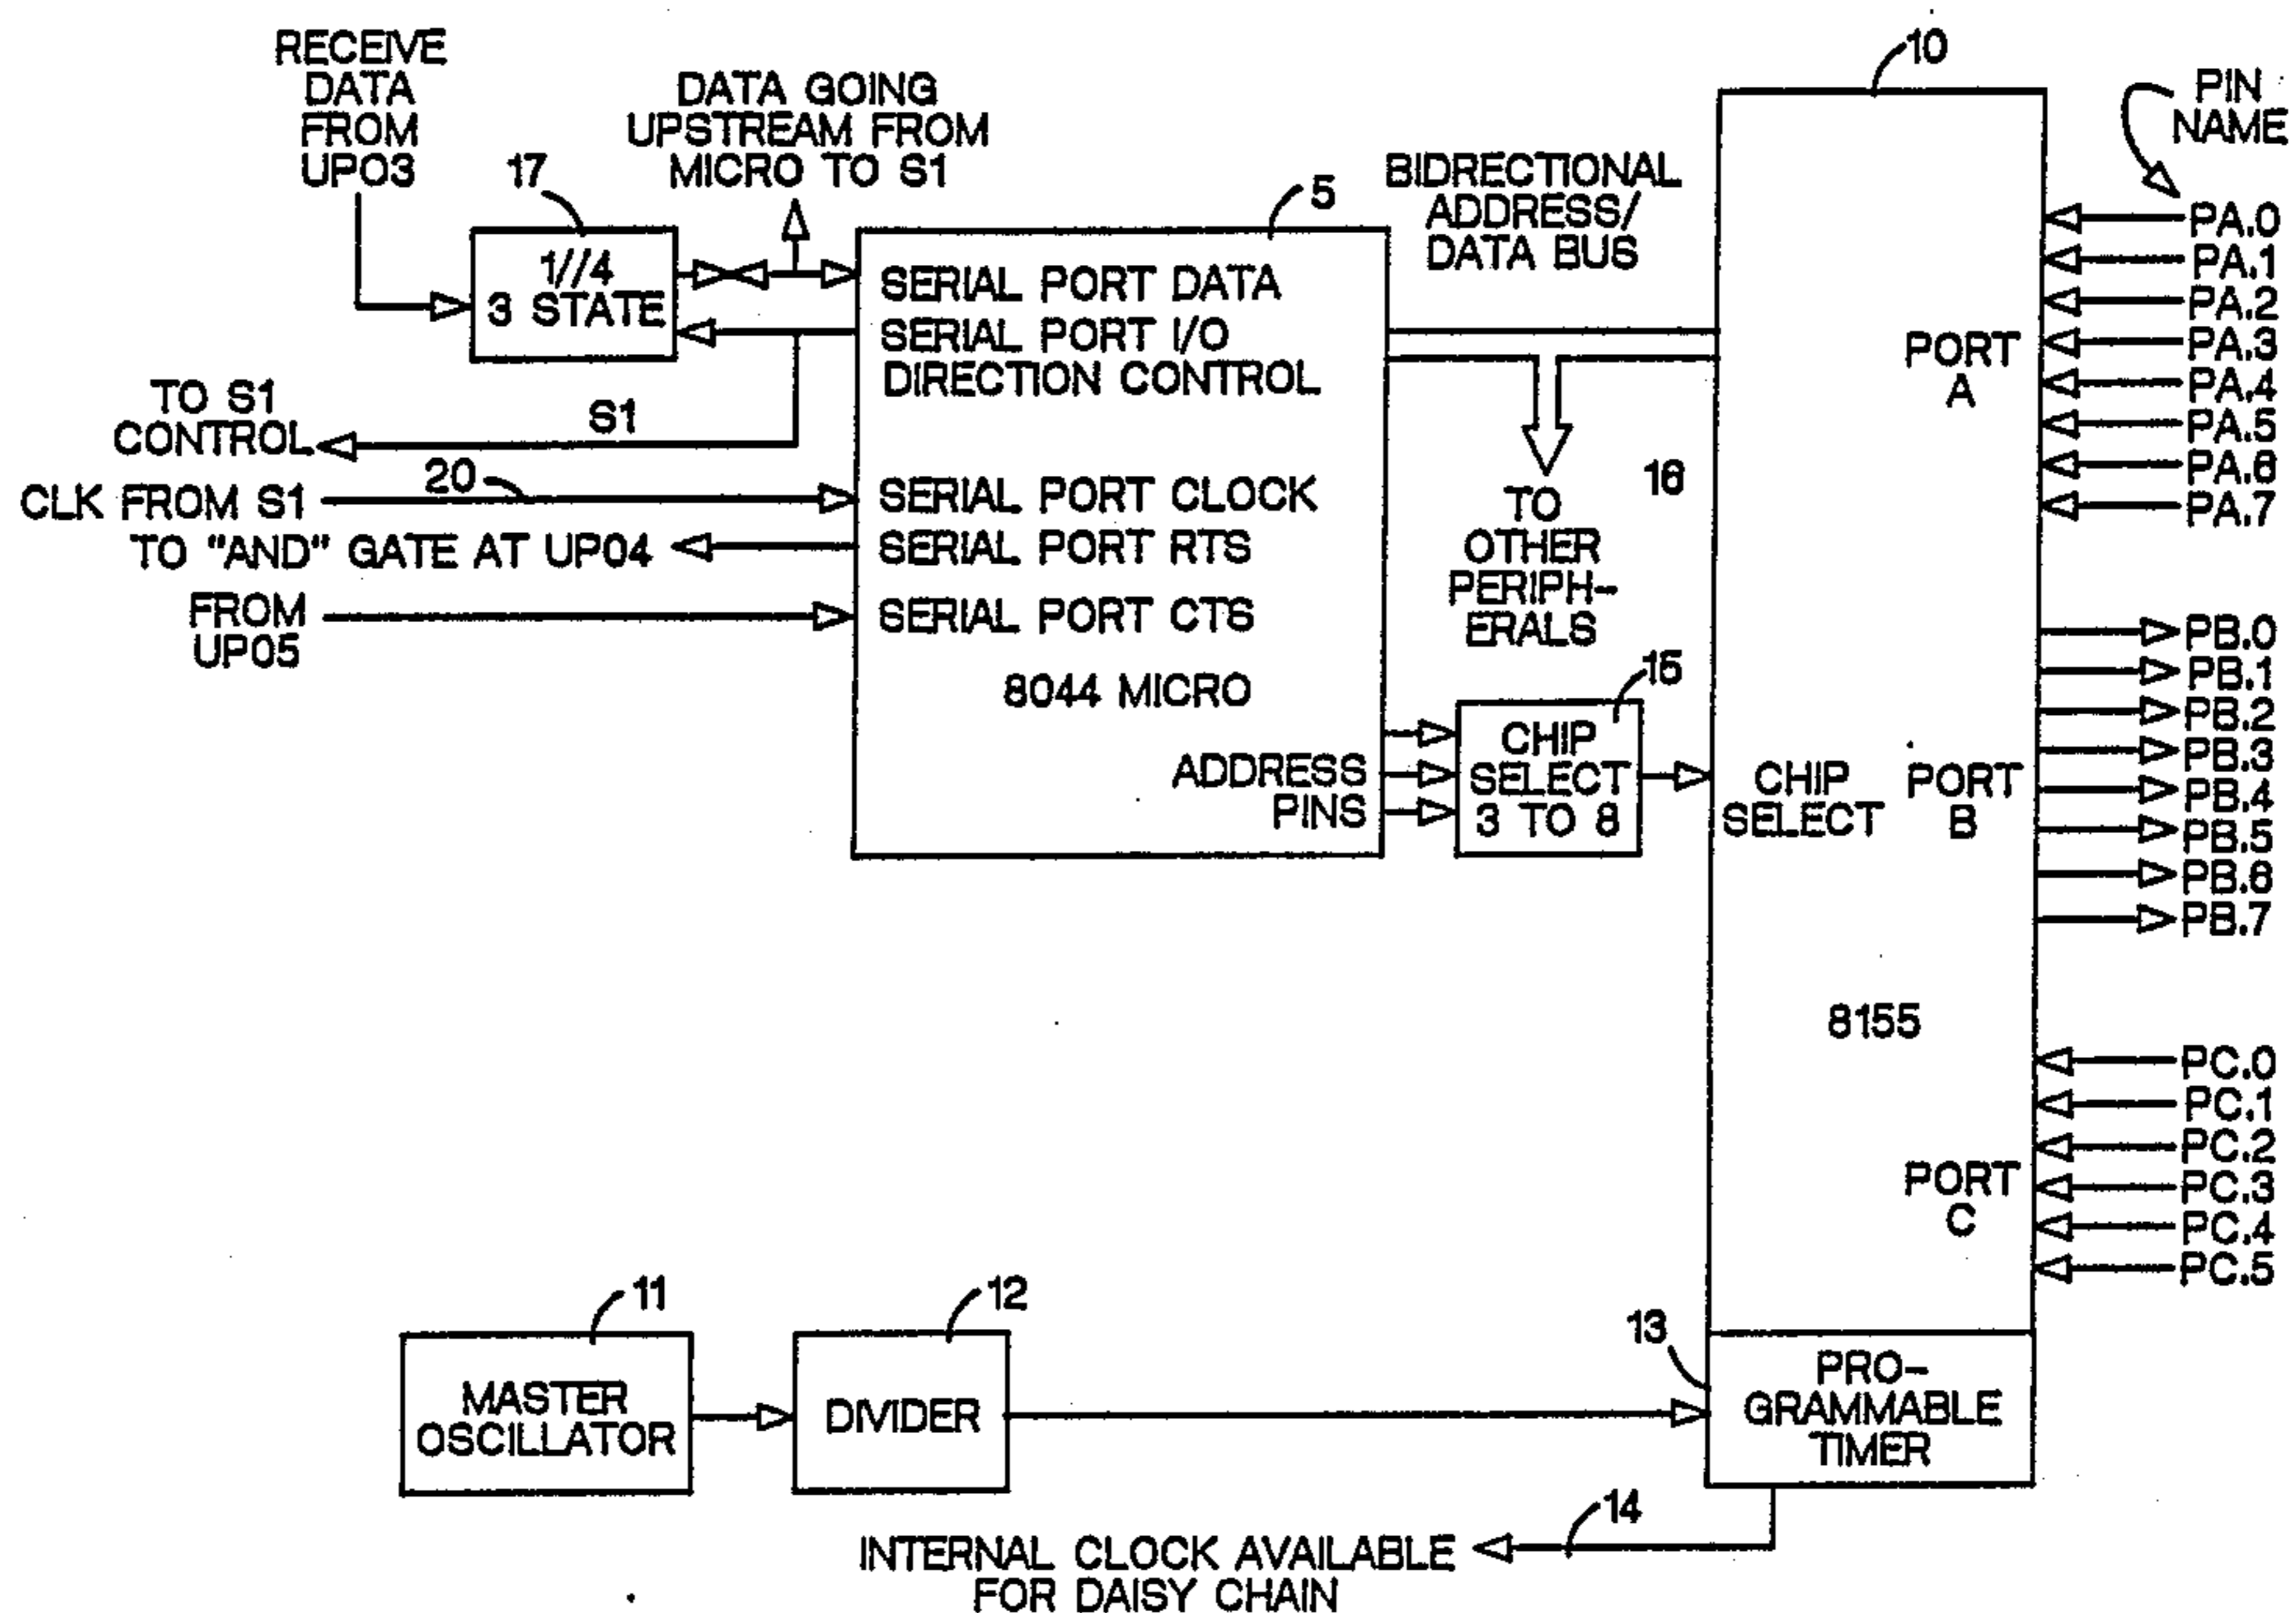 RECEIVE
DATA
FROM
UPO3
17
DATA GOING
UPSTREAM FROM
MICRO TO S1
5
BIDRECTIONAL
ADDRESS/
DATA BUS
10
PIN
NAME
1//4
3 STATE
SERIAL PORT DATA
SERIAL PORT I/O
DIRECTION CONTROL
TO S1
CONTROL
S1
CLK FROM S1
20
SERIAL PORT CLOCK
TO "AND" GATE AT UP04
SERIAL PORT RTS
FROM
UP05
SERIAL PORT CTS
8044 MICRO
ADDRESS
PINS
TO
OTHER
PERIPH-
ERALS
16
15
CHIP
SELECT
3 TO 8
CHIP
SELECT
PORT
A
PA.0
PA.1
PA.2
PA.3
PA.4
PA.5
PA.6
PA.7
PORT
B
PB.0
PB.1
PB.2
PB.3
PB.4
PB.5
PB.6
PB.7
8155
PORT
C
PC.0
PC.1
PC.2
PC.3
PC.4
PC.5
11
MASTER
OSCILLATOR
12
DIVIDER
13
PRO-
GRAMMABLE
TIMER
14
INTERNAL CLOCK AVAILABLE
FOR DAISY CHAIN